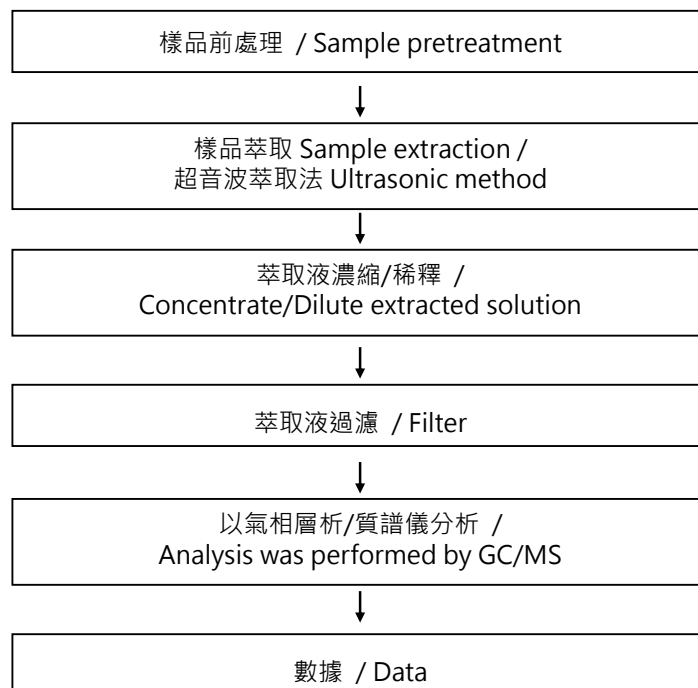 樣品前處理 / Sample pretreatment
樣品萃取 Sample extraction /
超音波萃取法 Ultrasonic method
萃取液濃縮/稀釋 /
Concentrate/Dilute extracted solution
萃取液過濾 / Filter
以氣相層析/質譜儀分析 /
Analysis was performed by GC/MS
數據 / Data